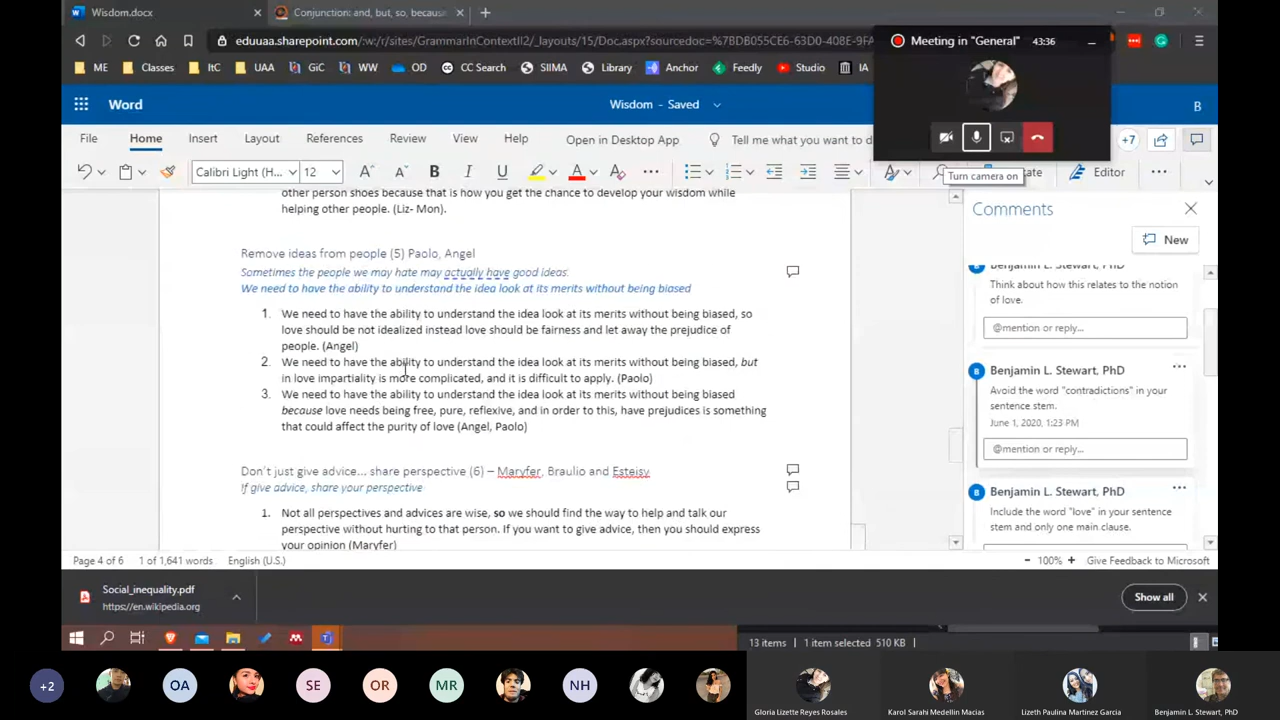 Wisdom.docx
Conjunction: and, but, so, becaus
eduuaa.sharepoint.com/:w:/r/sites/GrammarInContextII2/_layouts/15/Doc.aspx?sourcedoc=%7BDB055CE6-63D0-408E-9FA
Meeting in "General" 43:36
ME Classes ItC UAA GiC WW OD CC Search SIIMA Library Anchor Feedly Studio IA
Word
Wisdom - Saved
B
File Home Insert Layout References Review View Help Open in Desktop App Tell me what you want to d +7
Calibri Light (H... 12 Editor
Turn camera on
other person shoes because that is how you get the chance to develop your wisdom while
helping other people. (Liz- Mon).
Remove ideas from people (5) Paolo, Angel
Sometimes the people we may hate may actually have good ideas.
We need to have the ability to understand the idea look at its merits without being biased
1. We need to have the ability to understand the idea look at its merits without being biased, so
love should be not idealized instead love should be fairness and let away the prejudice of
people. (Angel)
2. We need to have the ability to understand the idea look at its merits without being biased, but
in love impartiality is more complicated, and it is difficult to apply. (Paolo)
3. We need to have the ability to understand the idea look at its merits without being biased
because love needs being free, pure, reflexive, and in order to this, have prejudices is something
that could affect the purity of love (Angel, Paolo)
Don't just give advice... share perspective (6) – Maryfer, Braulio and Esteisy
If give advice, share your perspective
1. Not all perspectives and advices are wise, so we should find the way to help and talk our
perspective without hurting to that person. If you want to give advice, then you should express
your opinion (Maryfer)
Comments
New
Benjamin L. Stewart, PhD
Think about how this relates to the notion
of love.
@mention or reply...
B Benjamin L. Stewart, PhD
Avoid the word "contradictions" in your
sentence stem.
June 1, 2020, 1:23 PM
@mention or reply...
B Benjamin L. Stewart, PhD
Include the word "love" in your sentence
stem and only one main clause.
Page 4 of 6 1 of 1,641 words English (U.S.) 100% Give Feedback to Microsoft
Social_inequality.pdf
https://en.wikipedia.org
Show all
13 items 1 item selected 510 KB
+2 OA SE OR MR NH
Gloria Lizette Reyes Rosales Karol Sarahi Medellin Macias Lizeth Paulina Martinez Garcia Benjamin L. Stewart, PhD